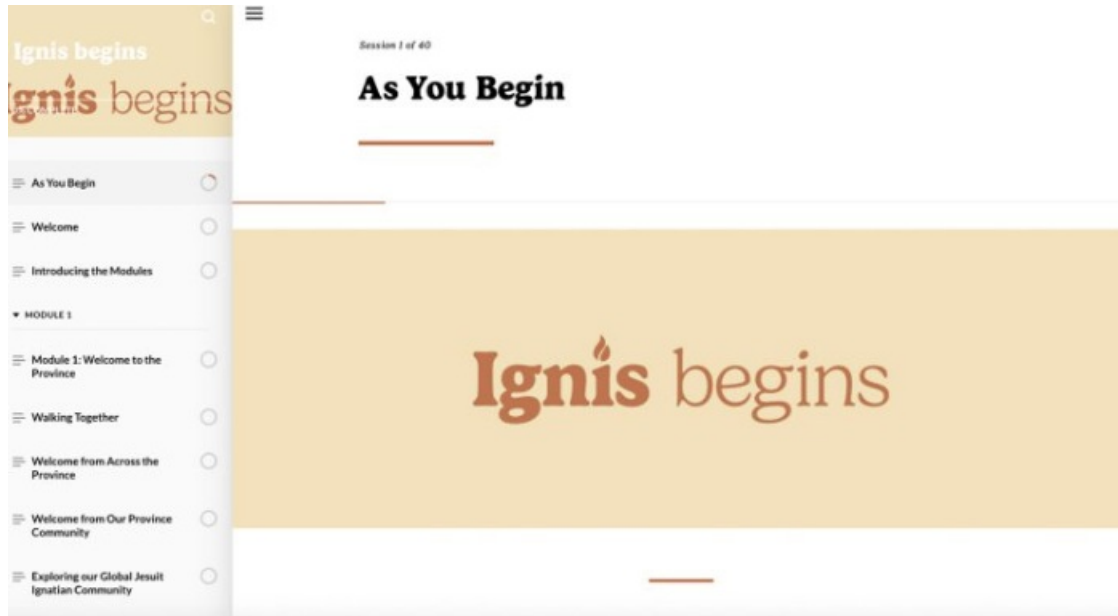 Ignis begins
Ignis begins
As You Begin
Welcome
Introducing the Modules
MODULE 1
Module 1: Welcome to the
Province
Walking Together
Welcome from Across the
Province
Welcome from Our Province
Community
Exploring our Global Jesuit
Ignatian Community
Session 1 of 40
As You Begin
Ignis begins